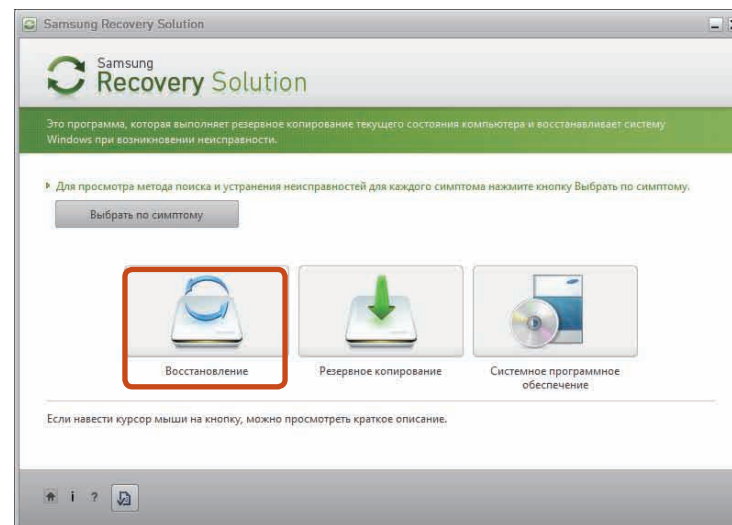 Samsung Recovery Solution
Samsung
Recovery Solution
Это программа, которая выполняет резервное копирование текущего состояния компьютера и восстанавливает систему
Windows при возникновении неисправности.
Для просмотра метода поиска и устранения неисправностей для каждого симптома нажмите кнопку Выбрать по симптому.
Выбрать по симптому
Восстановление
Резервное копирование
Системное программное
обеспечение
Если навести курсор мыши на кнопку, можно просмотреть краткое описание.
i ?